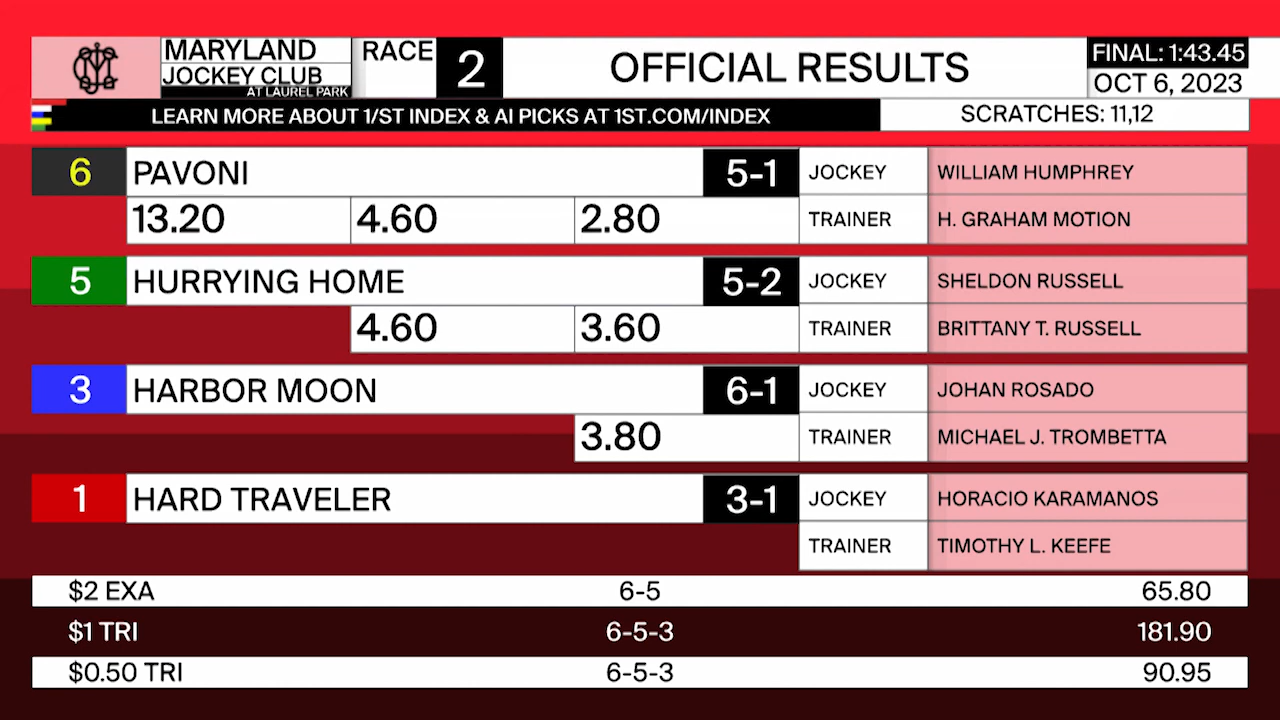 MARYLAND
JOCKEY CLUB
AT LAUREL PARK
RACE 2
OFFICIAL RESULTS
FINAL: 1:43.45
OCT 6, 2023
LEARN MORE ABOUT 1/ST INDEX & AI PICKS AT 1ST.COM/INDEX
SCRATCHES: 11,12
6 PAVONI 5-1 JOCKEY WILLIAM HUMPHREY
13.20 4.60 2.80 TRAINER H. GRAHAM MOTION
5 HURRYING HOME 5-2 JOCKEY SHELDON RUSSELL
4.60 3.60 TRAINER BRITTANY T. RUSSELL
3 HARBOR MOON 6-1 JOCKEY JOHAN ROSADO
3.80 TRAINER MICHAEL J. TROMBETTA
1 HARD TRAVELER 3-1 JOCKEY HORACIO KARAMANOS
TRAINER TIMOTHY L. KEEFE
$2 EXA 6-5 65.80
$1 TRI 6-5-3 181.90
$0.50 TRI 6-5-3 90.95